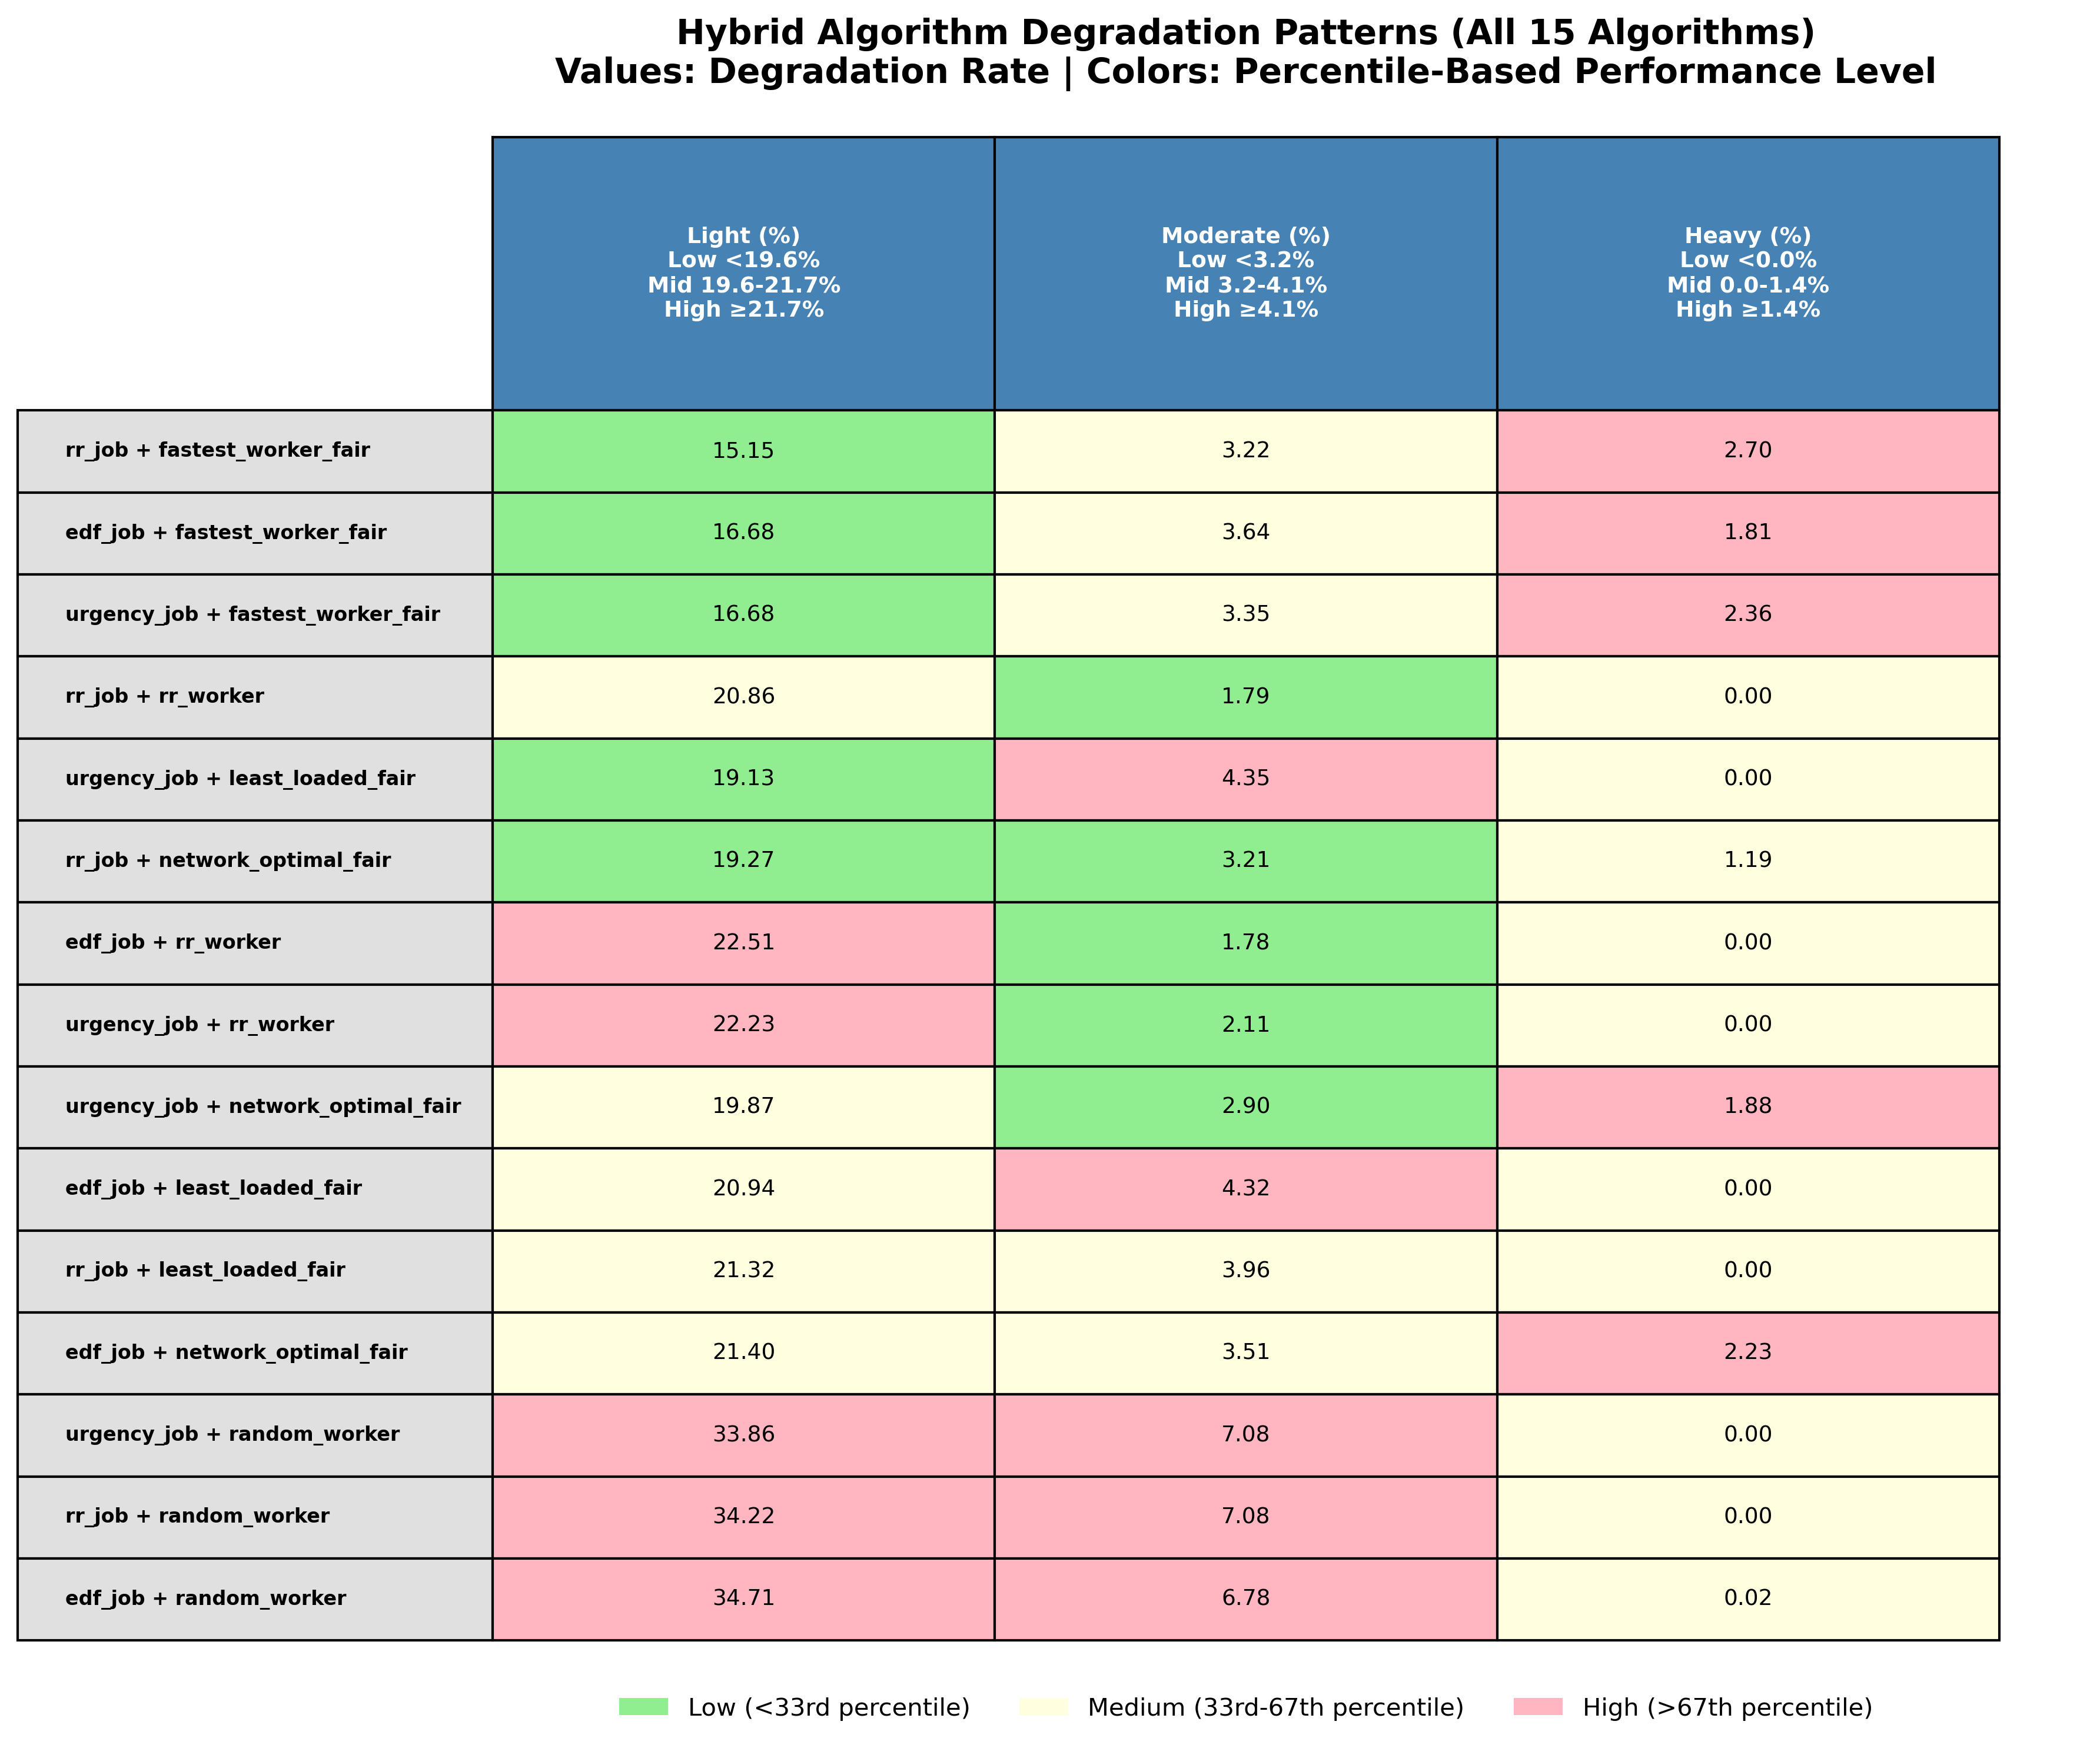 Hybrid Algorithm Degradation Patterns (All 15 Algorithms)
Values: Degradation Rate | Colors: Percentile-Based Performance Level
Light (%)
Low <19.6%
Mid 19.6-21.7%
High ≥21.7%
Moderate (%)
Low <3.2%
Mid 3.2-4.1%
High ≥4.1%
Heavy (%)
Low <0.0%
Mid 0.0-1.4%
High ≥1.4%
rr_job + fastest_worker_fair 15.15 3.22 2.70
edf_job + fastest_worker_fair 16.68 3.64 1.81
urgency_job + fastest_worker_fair 16.68 3.35 2.36
rr_job + rr_worker 20.86 1.79 0.00
urgency_job + least_loaded_fair 19.13 4.35 0.00
rr_job + network_optimal_fair 19.27 3.21 1.19
edf_job + rr_worker 22.51 1.78 0.00
urgency_job + rr_worker 22.23 2.11 0.00
urgency_job + network_optimal_fair 19.87 2.90 1.88
edf_job + least_loaded_fair 20.94 4.32 0.00
rr_job + least_loaded_fair 21.32 3.96 0.00
edf_job + network_optimal_fair 21.40 3.51 2.23
urgency_job + random_worker 33.86 7.08 0.00
rr_job + random_worker 34.22 7.08 0.00
edf_job + random_worker 34.71 6.78 0.02
Low (<33rd percentile) Medium (33rd-67th percentile) High (>67th percentile)